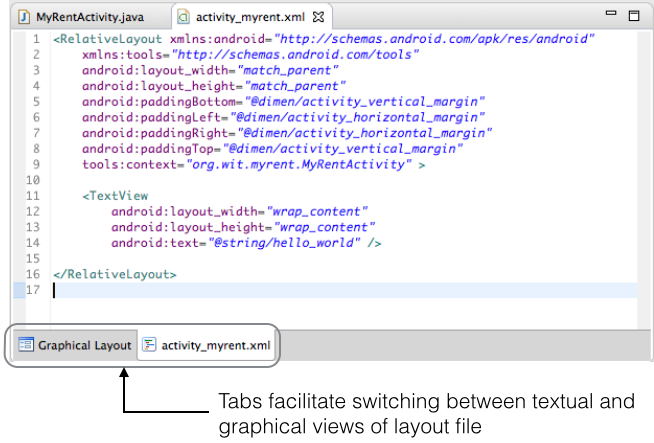 MyRentActivity.java activity_myrent.xml
1 <RelativeLayout xmlns:android="http://schemas.android.com/apk/res/android"
2 xmlns:tools="http://schemas.android.com/tools"
3 android:layout_width="match_parent"
4 android:layout_height="match_parent"
5 android:paddingBottom="@dimen/activity_vertical_margin"
6 android:paddingLeft="@dimen/activity_horizontal_margin"
7 android:paddingRight="@dimen/activity_horizontal_margin"
8 android:paddingTop="@dimen/activity_vertical_margin"
9 tools:context="org.wit.myrent.MyRentActivity" >
10
11 <TextView
12 android:layout_width="wrap_content"
13 android:layout_height="wrap_content"
14 android:text="@string/hello_world" />
15
16 </RelativeLayout>
17
Graphical Layout activity_myrent.xml
Tabs facilitate switching between textual and
graphical views of layout file